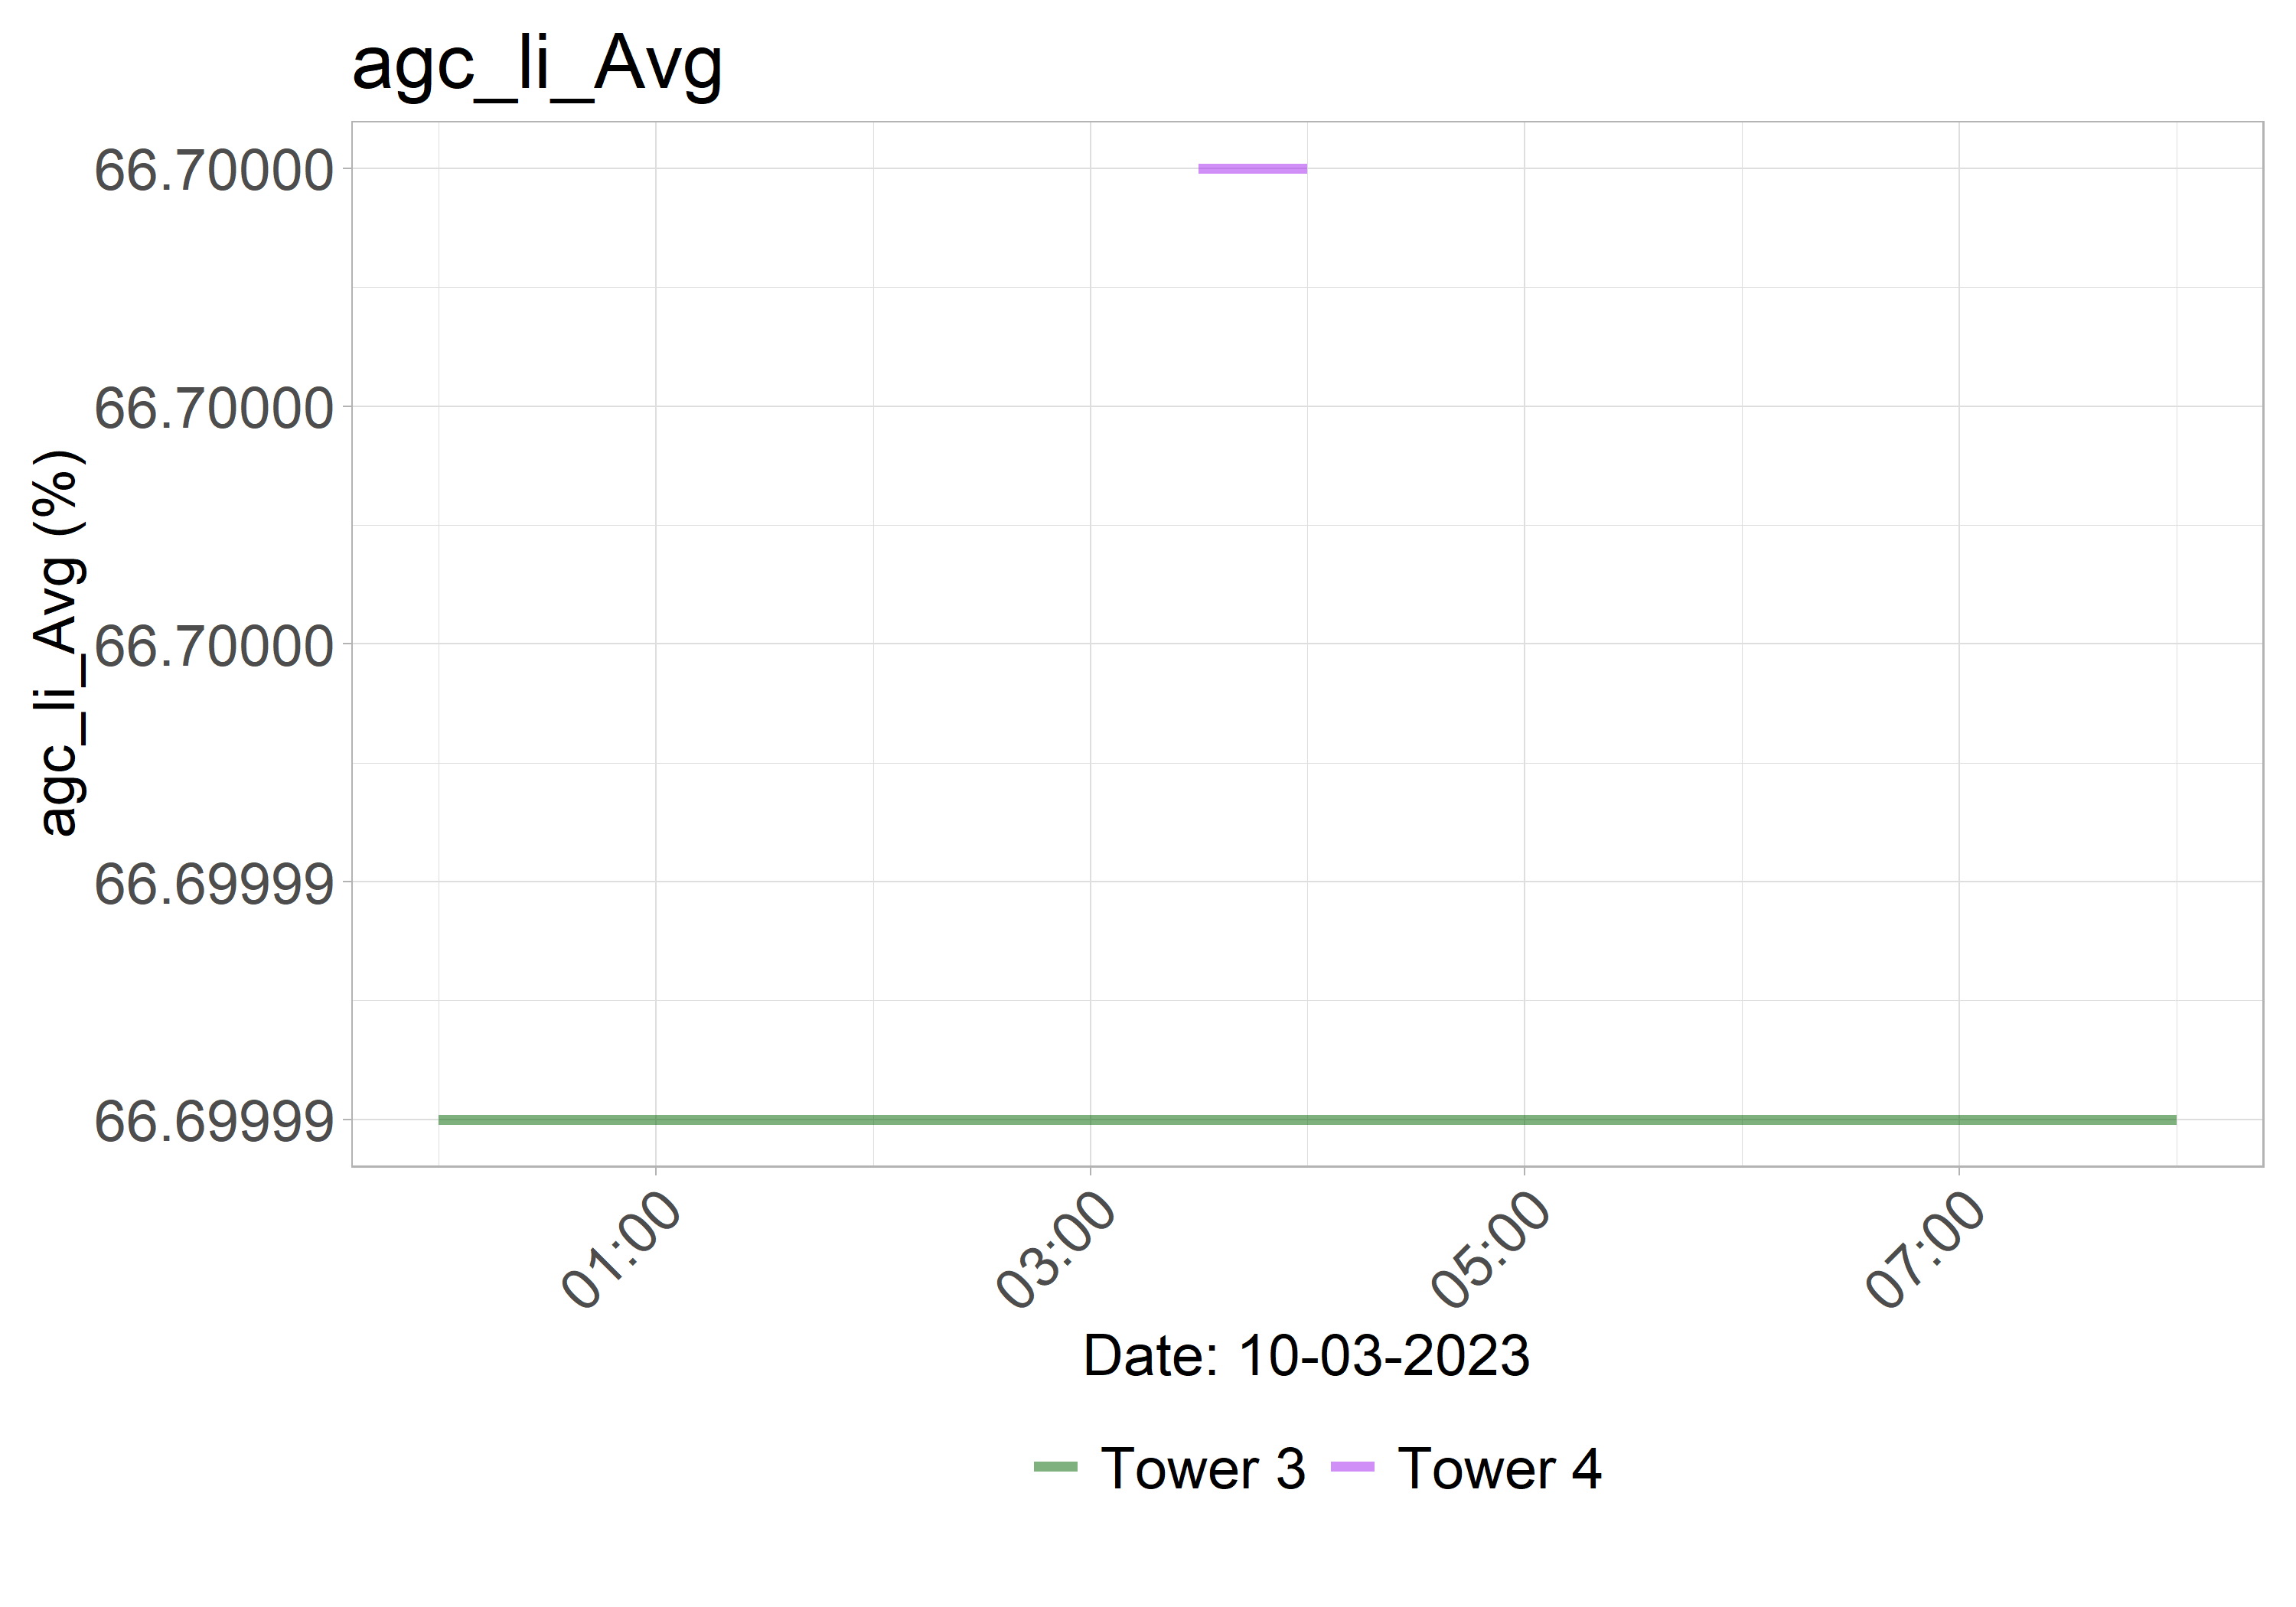 agc_li_Avg
agc_li_Avg (%)
66.70000
66.70000
66.70000
66.69999
66.69999
01:00
03:00
05:00
07:00
Date: 10-03-2023
Tower 3
Tower 4